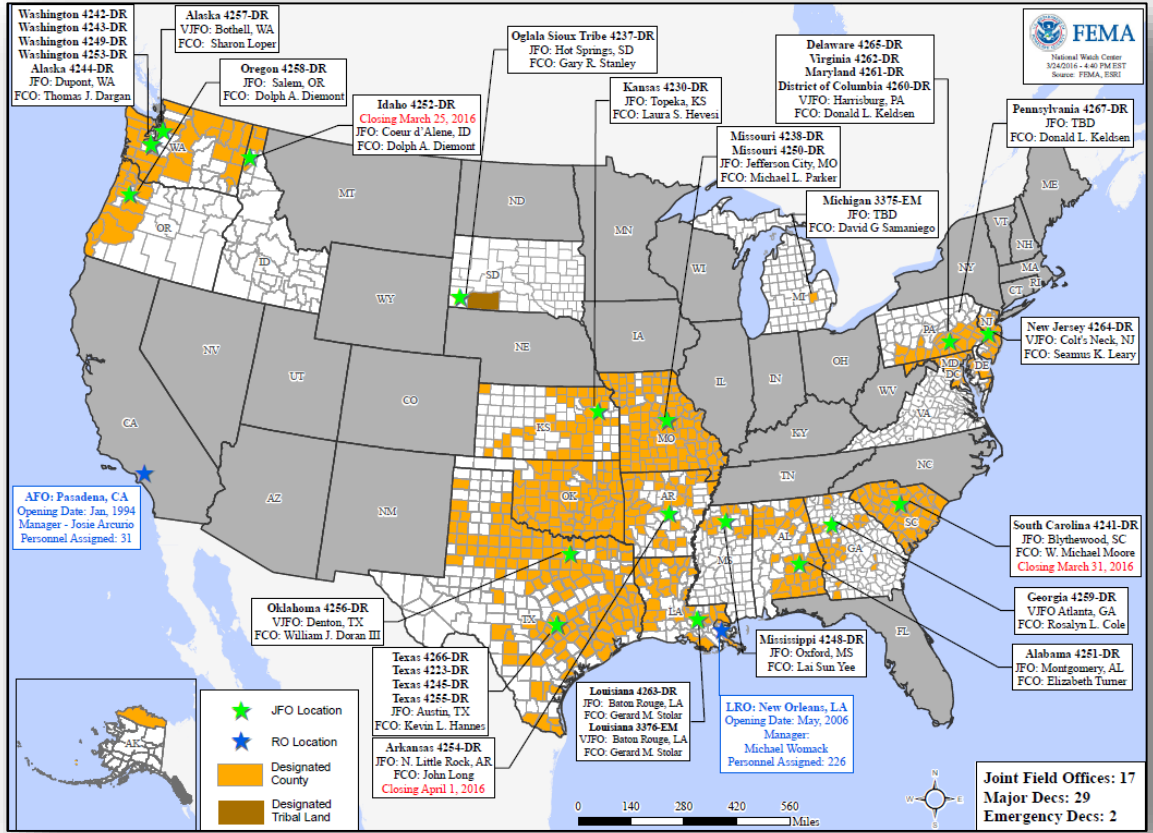 Washington 4242-DR
Washington 4243-DR
Washington 4249-DR
Washington 4253-DR
Alaska 4244-DR
JFO: Dupont, WA
FCO: Thomas J. Dargan
Alaska 4257-DR
VJFO: Bothell, WA
FCO: Sharon Loper
Oregon 4258-DR
JFO: Salem, OR
FCO: Dolph A. Diemont
Idaho 4252-DR
Closing March 25, 2016
JFO: Coeur d'Alene, ID
FCO: Dolph A. Diemont
Oglala Sioux Tribe 4237-DR
JFO: Hot Springs, SD
FCO: Gary R. Stanley
Kansas 4230-DR
JFO: Topeka, KS
FCO: Laura S. Hevesi
Missouri 4238-DR
Missouri 4250-DR
JFO: Jefferson City, MO
FCO: Michael L. Parker
Delaware 4265-DR
Virginia 4262-DR
Maryland 4261-DR
District of Columbia 4260-DR
VJFO: Harrisburg, PA
FCO: Donald L. Keldsen
Michigan 3375-EM
JFO: TBD
FCO: David G Samaniego
FEMA
National Watch Center
3/24/2016 - 4:40 PM EST
Source: FEMA, ESRI
Pennsylvania 4267-DR
JFO: TBD
FCO: Donald L. Keldsen
New Jersey 4264-DR
VJFO: Colt's Neck, NJ
FCO: Seamus K. Leary
WA
OR
ID
MT
ND
SD
WY
NE
MN
WI
IA
MI
NY
ME
VT
NH
MA
RI
CT
PA
NJ
MD
DE
DC
NV
UT
CO
CA
AZ
NM
KS
MO
IL
IN
OH
WV
VA
KY
TN
NC
OK
AR
SC
MS
AL
GA
TX
LA
FL
AK
AFO: Pasadena, CA
Opening Date: Jan, 1994
Manager - Josie Arcurio
Personnel Assigned: 31
South Carolina 4241-DR
JFO: Blythewood, SC
FCO: W. Michael Moore
Closing March 31, 2016
Georgia 4259-DR
VJFO Atlanta, GA
FCO: Rosalyn L. Cole
Alabama 4251-DR
JFO: Montgomery, AL
FCO: Elizabeth Turner
Mississippi 4248-DR
JFO: Oxford, MS
FCO: Lai Sun Yee
Oklahoma 4256-DR
VJFO: Denton, TX
FCO: William J. Doran III
Texas 4266-DR
Texas 4223-DR
Texas 4245-DR
Texas 4255-DR
JFO: Austin, TX
FCO: Kevin L. Hannes
Arkansas 4254-DR
JFO: N. Little Rock, AR
FCO: John Long
Closing April 1, 2016
Louisiana 4263-DR
JFO: Baton Rouge, LA
FCO: Gerard M. Stolar
Louisiana 3376-EM
VJFO: Baton Rouge, LA
FCO: Gerard M. Stolar
LRO: New Orleans, LA
Opening Date: May, 2006
Manager:
Michael Womack
Personnel Assigned: 226
JFO Location
RO Location
Designated
County
Designated
Tribal Land
0 140 280 420 560
Miles
N
W E
S
Joint Field Offices: 17
Major Decs: 29
Emergency Decs: 2